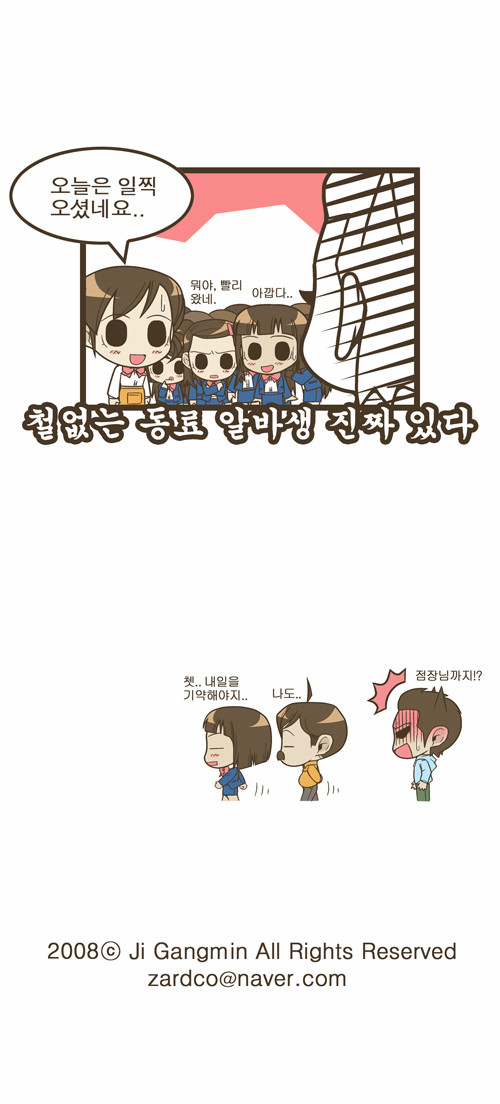 오늘은 일찍
오셨네요..
뭐야, 빨리
왔네.
아깝다..
철없는 동료 알바생 진짜 있다
쳇.. 내일을
기약해야지..
나도..
점장님까지!?
2008ⓒ Ji Gangmin All Rights Reserved
zardco@naver.com